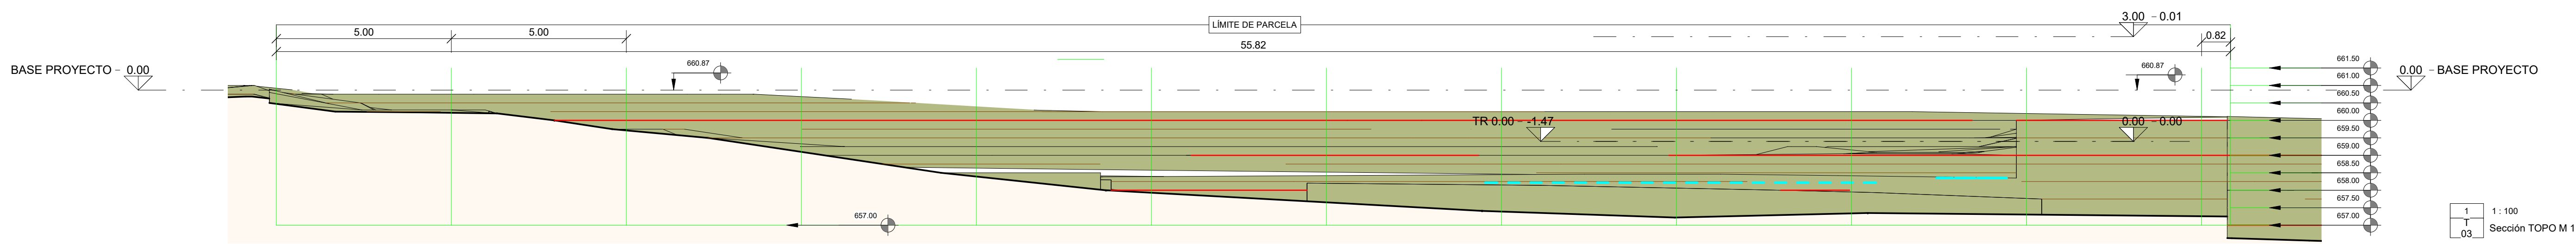 LÍMITE DE PARCELA
3.00 - 0.01
5.00 5.00
55.82 0.82
BASE PROYECTO - 0.00
660.87
660.87
0.00 - BASE PROYECTO
661.50
661.00
660.50
660.00
659.50
659.00
658.50
658.00
657.50
657.00
TR 0.00 - -1.47
0.00 - 0.00
657.00
1 1 : 100
T
03 Sección TOPO M 1